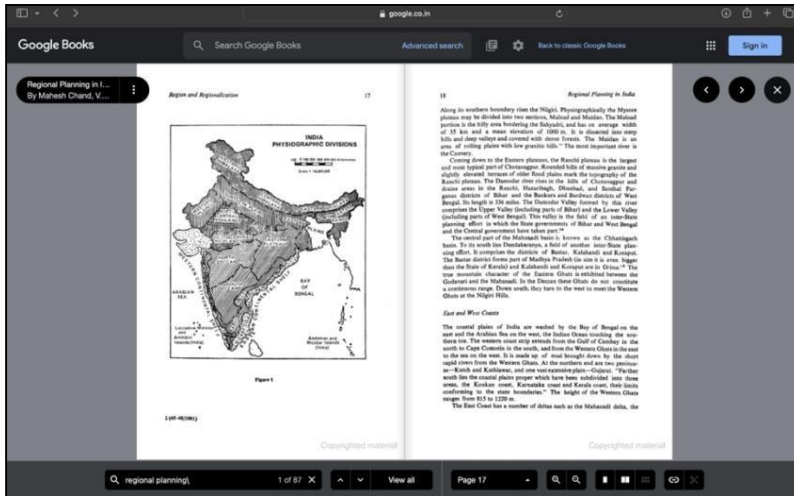 google.co.in
Google Books
Search Google Books
Advanced search
Back to classic Google Books
Sign in
Regional Planning in I...
By Mahesh Chand, V....
Region and Regionalization
17
INDIA
PHYSIOGRAPHIC DIVISIONS
ARABIAN
SEA
BAY
OF
BENGAL
PLAINS
Andaman and
Nicobar Islands
(India)
Figure 1
Copyrighted material
18
Regional Planning in India
Along its southern boundary rises the Nilgiri. Physiographically the Mysore
plateau may be divided into two sections, Malnad and Maidan. The Malnad
portion is the hilly area bordering the Sahyadri, and has an average width
of 35 km and a mean elevation of 1000 m. It is dissected into steep
hills and deep valleys and covered with dense forests. The Maidan is an
area of rolling plains with low granitic hills." The most important river is
the Cauvery.
Coming down to the Eastern plateaus, the Ranchi plateau is the largest
and most typical part of Chotanagpur. Rounded hills of massive granite and
slightly elevated terraces of older flood plains mark the topography of the
Ranchi plateau. The Damodar river rises in the hills of Chotanagpur and
drains areas in the Ranchi, Hazaribagh, Dhanbad, and Santhal Par-
ganas districts of Bihar and the Bankura and Burdwan districts of West
Bengal. Its length is 336 miles. The Damodar Valley formed by this river
comprises the Upper Valley (including parts of Bihar) and the Lower Valley
(including parts of West Bengal). This valley is the field of an inter-State
planning effort in which the State governments of Bihar and West Bengal
and the Central government have taken part.
The central part of the Mahanadi basin is known as the Chhattisgarh
basin. To its south lies Dandakaranya, a field of another inter-State plan-
ning effort. It comprises the districts of Bastar, Kalahandi and Koraput.
The Bastar district forms part of Madhya Pradesh (in size it is even bigger
than the State of Kerala) and Kalahandi and Koraput are in Orissa. The
true mountain character of the Eastern Ghats is exhibited between the
Godavari and the Mahanadi. In the Deccan these Ghats do not constitute
a continuous range. Down south, they turn to the west to meet the Western
Ghats at the Nilgiri Hills.
East and West Coasts
The coastal plains of India are washed by the Bay of Bengal on the
east and the Arabian Sea on the west, the Indian Ocean touching the sou-
thern toe. The western coast strip extends from the Gulf of Cambay in the
north to Cape Comorin in the south, and from the Western Ghats in the east
to the sea on the west. It is made up of mud brought down by the short
rapid rivers from the Western Ghats. At the northern end are two peninsu-
as—Kutch and Kathiawar, and one vast extensive plain—Gujarat. "Farther
south lies the coastal plains proper which have been subdivided into three
areas, the Konkan coast, Karnataka coast and Kerala coast, their limits
conforming to the state boundaries." The height of the Western Ghats
ranges from 815 to 1220 m.
The East Coast has a number of deltas such as the Mahanadi delta, the
Copyrighted material
regional planning\
1 of 87
View all
Page 17